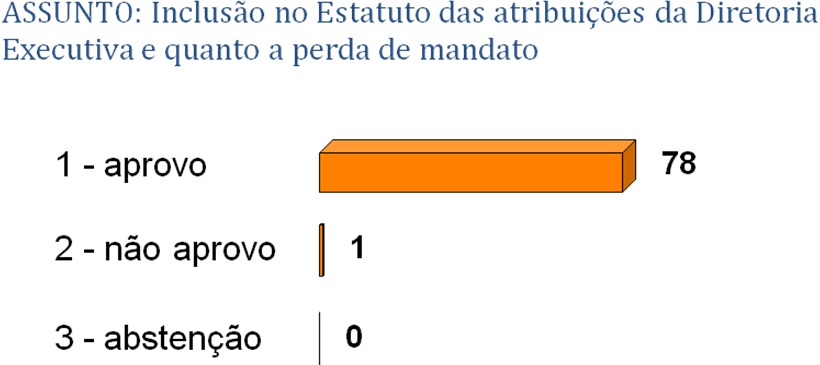 ASSUNTO: Inclusão no Estatuto das atribuições da Diretoria
Executiva e quanto a perda de mandato
1 - aprovo 78
2 - não aprovo 1
3 - abstenção 0